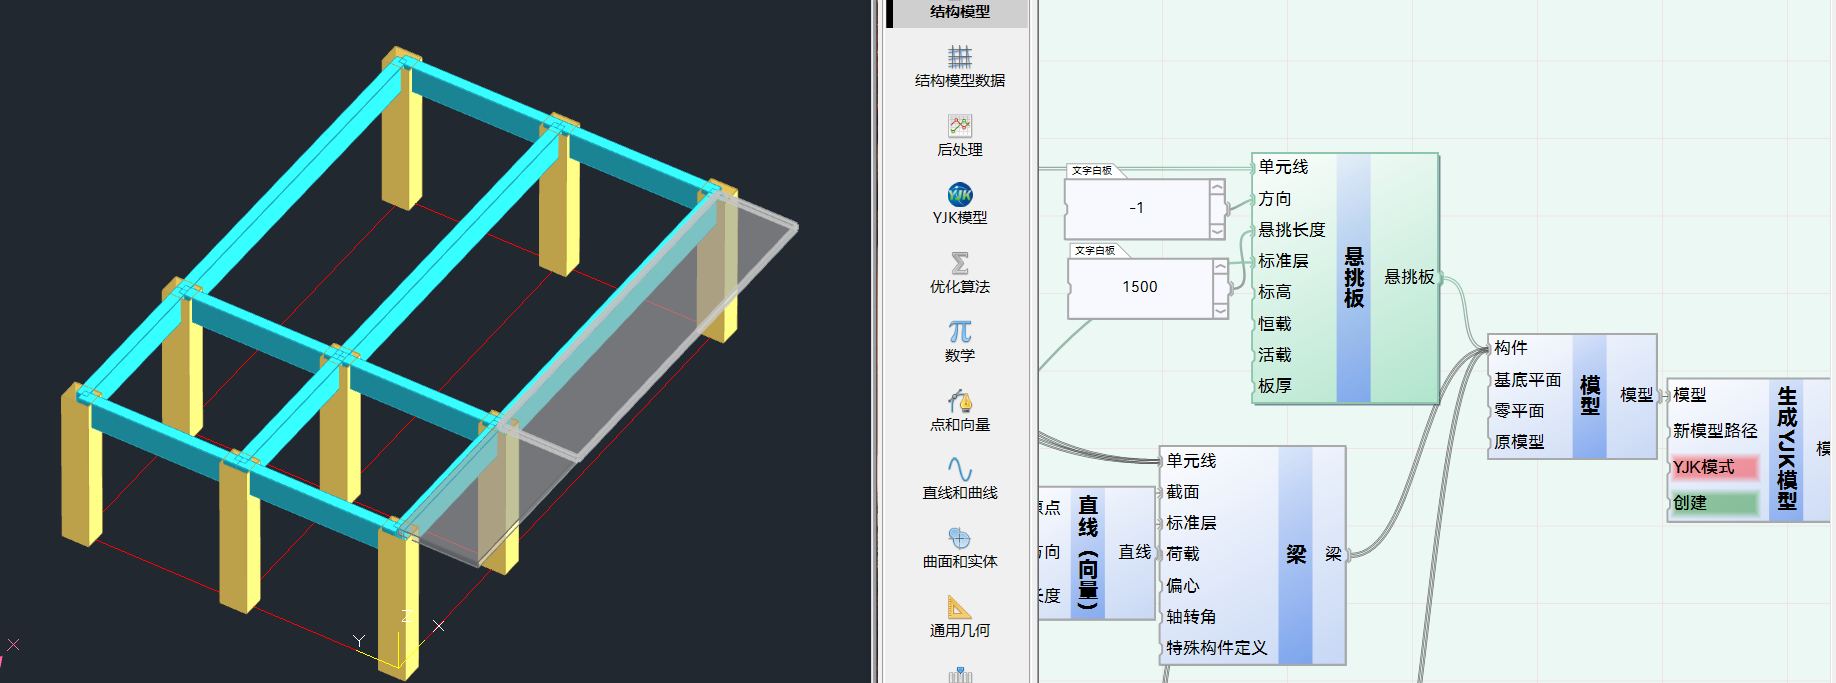 Z
Y
X
结构模型
结构模型数据
后处理
YJK
YJK模型
Σ
优化算法
π
数学
点和向量
直线和曲线
曲面和实体
通用几何
文字白板
-1
文字白板
1500
单元线
方向
悬挑长度
标准层
标高
恒载
活载
板厚
悬挑板
悬挑板
点
方向
长度
直线（向量）
直线
单元线
截面
标准层
荷载
偏心
轴转角
特殊构件定义
梁
梁
构件
基底平面
零平面
原模型
模型
模型
模型
新模型路径
YJK模式
创建
生成YJK模型
模